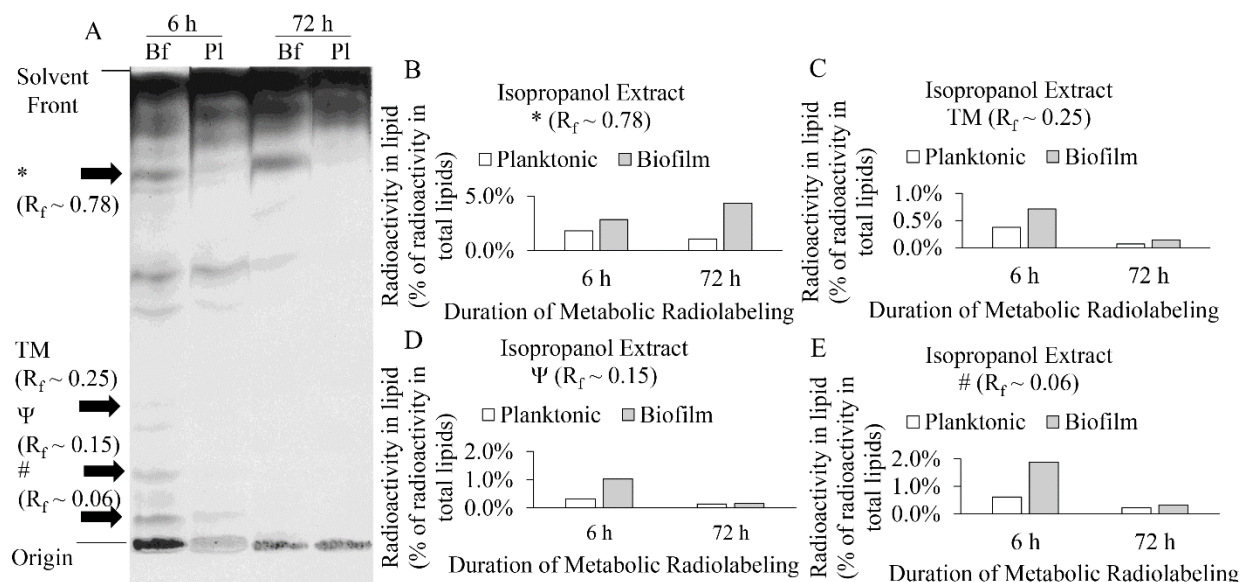 A
6 h
72 h
Bf
Pl
Bf
Pl
Solvent
Front
*
(Rf ~ 0.78)
TM
(Rf ~ 0.25)
Ψ
(Rf ~ 0.15)
#
(Rf ~ 0.06)
Origin
B
Isopropanol Extract
* (Rf ~ 0.78)
Planktonic
Biofilm
Radioactivity in lipid
(% of radioactivity in
total lipids)
5.0%
0.0%
6 h
72 h
Duration of Metabolic Radiolabeling
C
Isopropanol Extract
TM (Rf ~ 0.25)
Planktonic
Biofilm
Radioactivity in lipid
(% of radioactivity in
total lipids)
1.0%
0.5%
0.0%
6 h
72 h
Duration of Metabolic Radiolabeling
D
Isopropanol Extract
Ψ (Rf ~ 0.15)
Planktonic
Biofilm
Radioactivity in lipid
(% of radioactivity in
total lipids)
2.0%
1.0%
0.0%
6 h
72 h
Duration of Metabolic Radiolabeling
E
Isopropanol Extract
# (Rf ~ 0.06)
Planktonic
Biofilm
Radioactivity in lipid
(% of radioactivity in
total lipids)
2.0%
1.0%
0.0%
6 h
72 h
Duration of Metabolic Radiolabeling